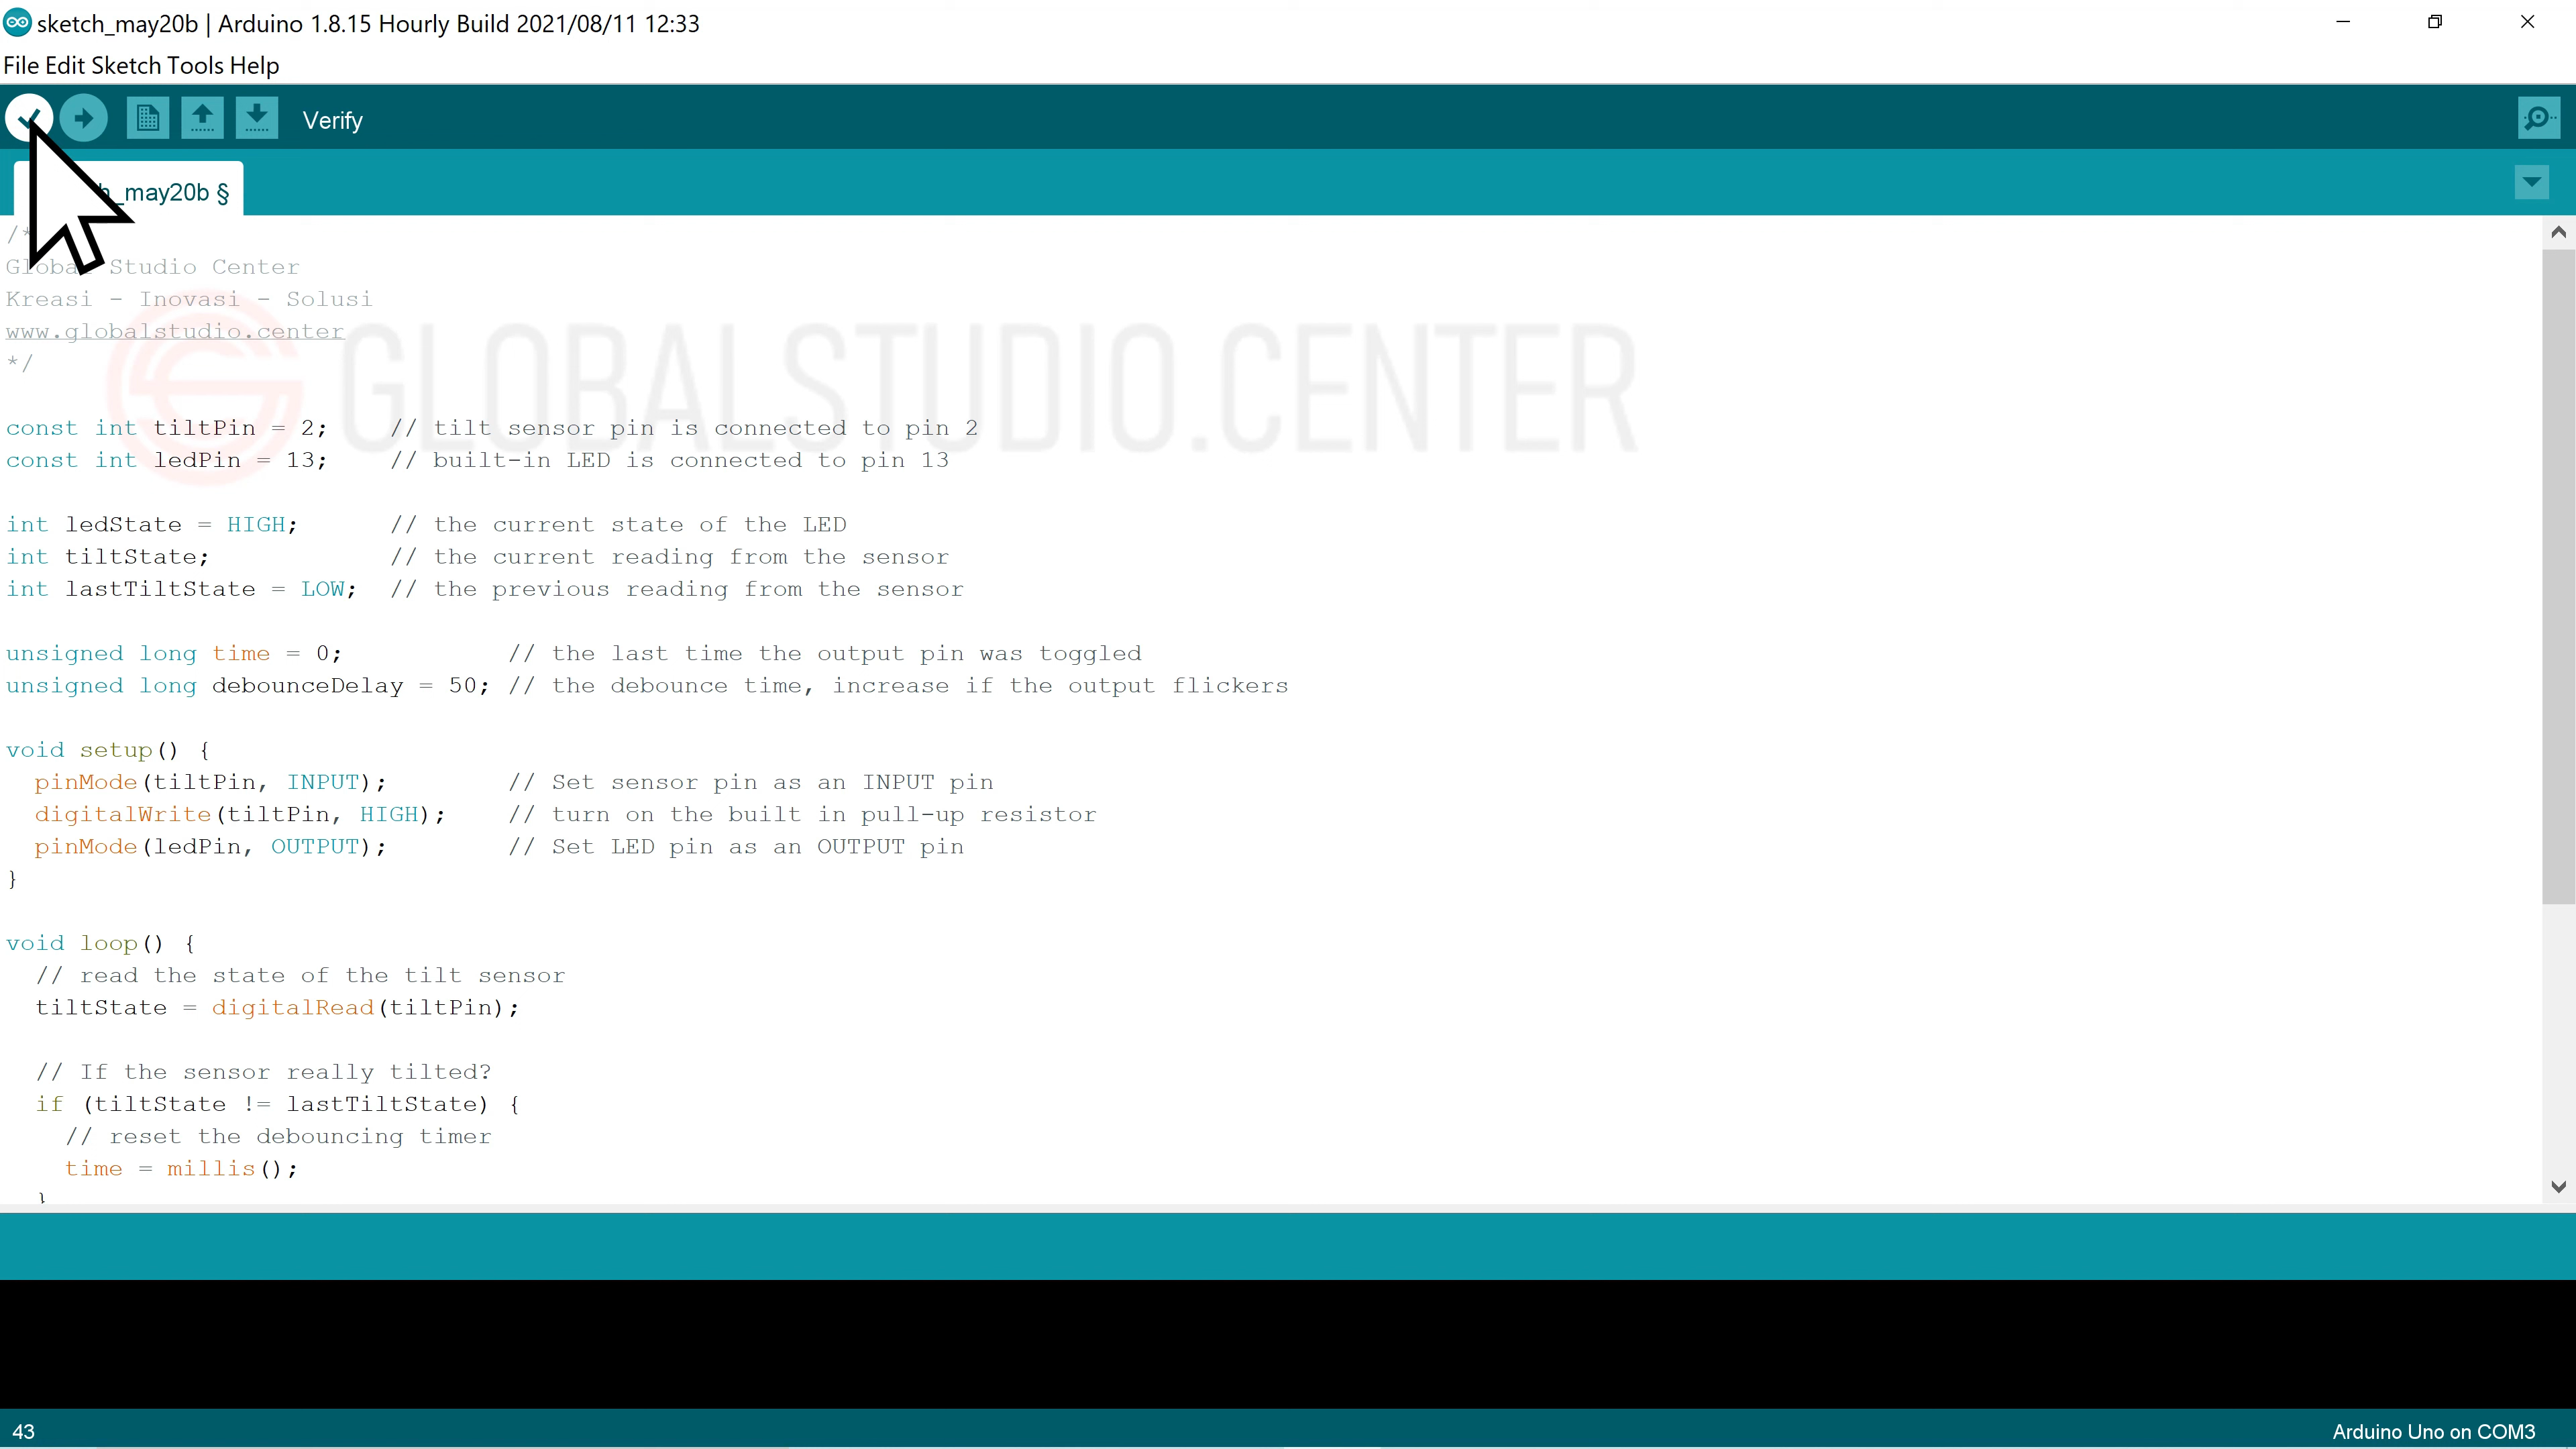 sketch_may20b | Arduino 1.8.15 Hourly Build 2021/08/11 12:33
File Edit Sketch Tools Help
Verify
h_may20b §
/*
Global Studio Center
Kreasi - Inovasi - Solusi
www.globalstudio.center
*/
GLOBALSTUDIO.CENTER
const int tiltPin = 2;    // tilt sensor pin is connected to pin 2
const int ledPin = 13;    // built-in LED is connected to pin 13
int ledState = HIGH;      // the current state of the LED
int tiltState;            // the current reading from the sensor
int lastTiltState = LOW;  // the previous reading from the sensor
unsigned long time = 0;           // the last time the output pin was toggled
unsigned long debounceDelay = 50; // the debounce time, increase if the output flickers
void setup() {
  pinMode(tiltPin, INPUT);        // Set sensor pin as an INPUT pin
  digitalWrite(tiltPin, HIGH);    // turn on the built in pull-up resistor
  pinMode(ledPin, OUTPUT);        // Set LED pin as an OUTPUT pin
}
void loop() {
  // read the state of the tilt sensor
  tiltState = digitalRead(tiltPin);
  // If the sensor really tilted?
  if (tiltState != lastTiltState) {
    // reset the debouncing timer
    time = millis();
  }
43
Arduino Uno on COM3